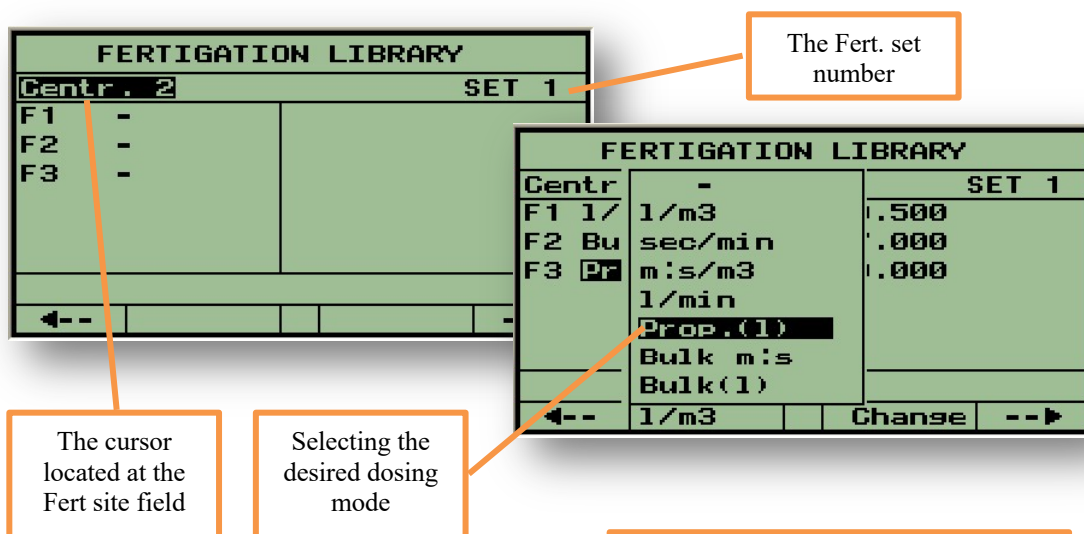 FERTIGATION LIBRARY
Centr. 2 SET 1
F1 -
F2 -
F3 -
◄--
The Fert. set
number
FERTIGATION LIBRARY
Centr - SET 1
F1 l/ l/m3 .500
F2 Bu sec/min .000
F3 Pr m:s/m3 .000
l/min
Prop.(l)
Bulk m:s
Bulk(l)
◄-- l/m3 Change --►
The cursor
located at the
Fert site field
Selecting the
desired dosing
mode